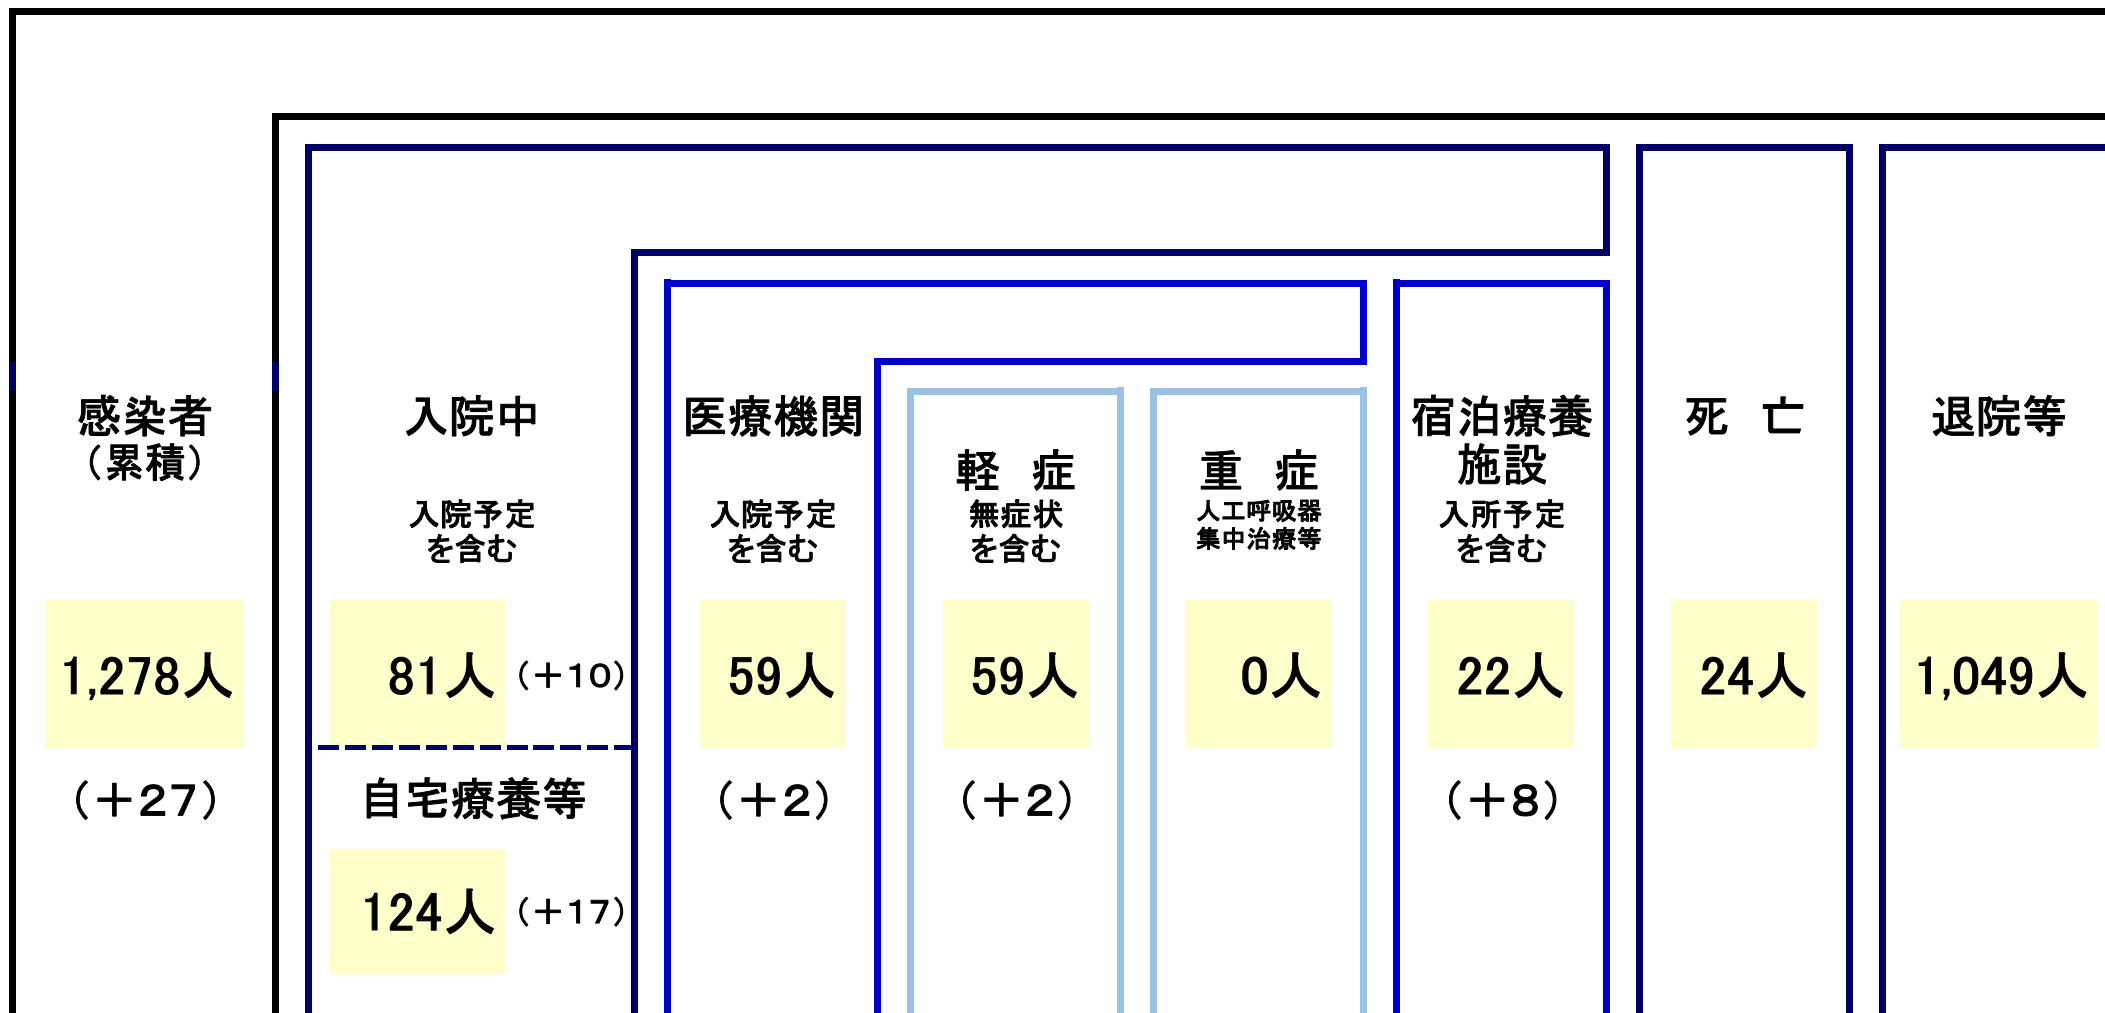 感染者
（累積）
1,278人
（＋27）
入院中
入院予定
を含む
81人（＋10）
自宅療養等
124人（＋17）
医療機関
入院予定
を含む
59人
（＋2）
軽　症
無症状
を含む
59人
（＋2）
重　症
人工呼吸器
集中治療等
0人
宿泊療養
施設
入所予定
を含む
22人
（＋8）
死　亡
24人
退院等
1,049人